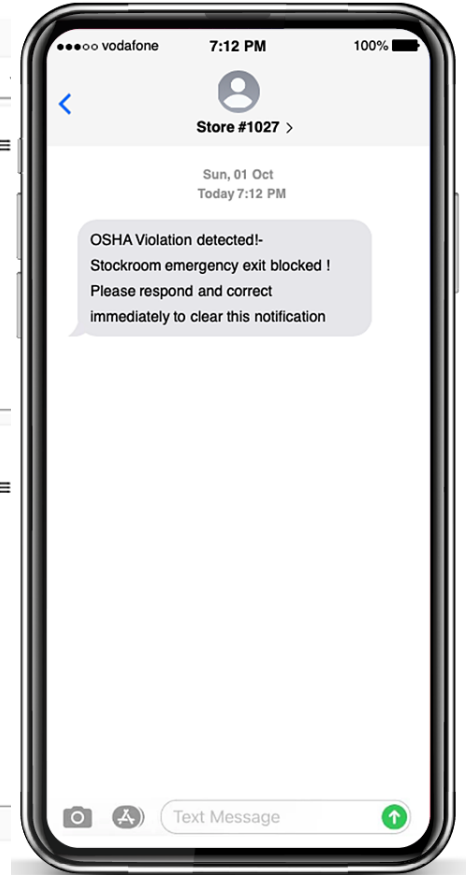 vodafone 7:12 PM 100%
Store #1027 >
Sun, 01 Oct
Today 7:12 PM
OSHA Violation detected!-
Stockroom emergency exit blocked !
Please respond and correct
immediately to clear this notification
Text Message